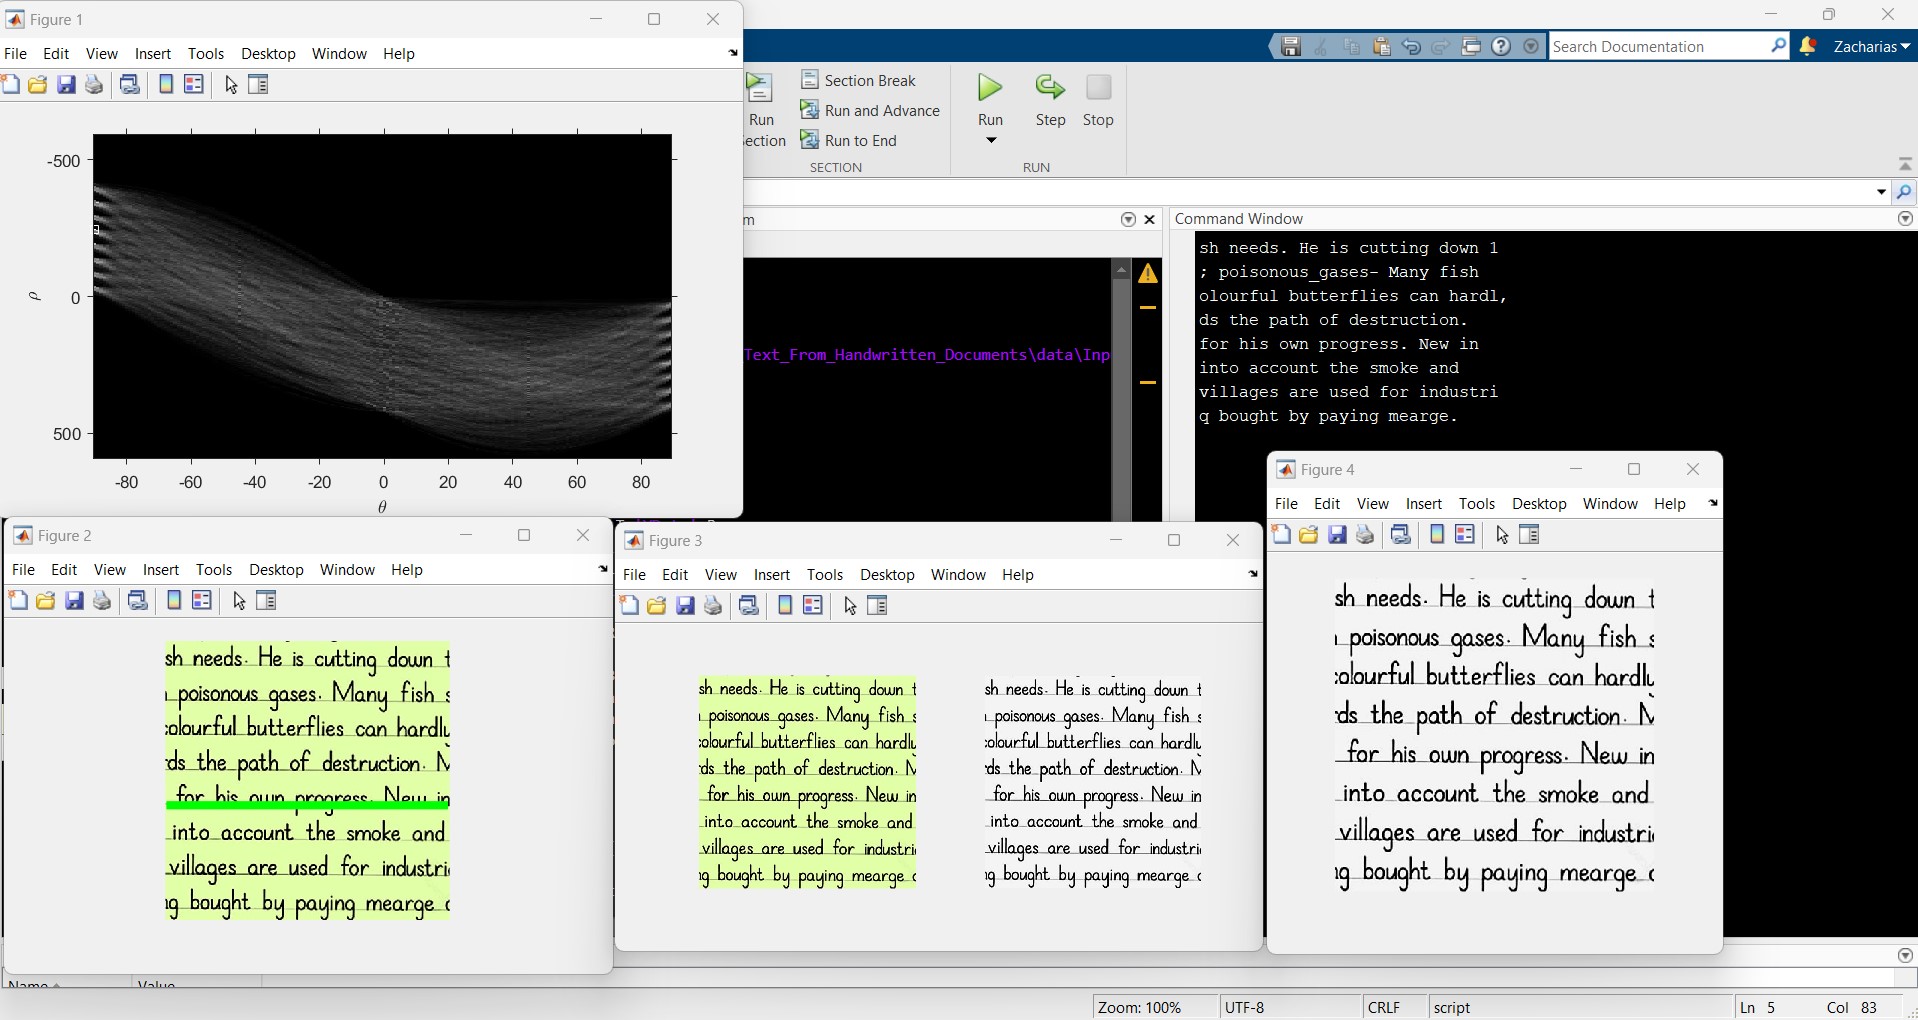 Figure 1
File Edit View Insert Tools Desktop Window Help
-500
0
500
ρ
-80 -60 -40 -20 0 20 40 60 80
θ
Search Documentation
Zacharias
Run
ection
Section Break
Run and Advance
Run to End
SECTION
Run
Step
Stop
RUN
m
Text_From_Handwritten_Documents\data\Inp
Command Window
sh needs. He is cutting down l
; poisonous_gases- Many fish
olourful butterflies can hardl,
ds the path of destruction.
for his own progress. New in
into account the smoke and
villages are used for industri
q bought by paying mearge.
Figure 2
File Edit View Insert Tools Desktop Window Help
sh needs. He is cutting down t
poisonous gases. Many fish s
colourful butterflies can hardly
ds the path of destruction. N
for his own progress. New in
into account the smoke and
villages are used for industri
ng bought by paying mearge c
Figure 3
File Edit View Insert Tools Desktop Window Help
sh needs. He is cutting down t
poisonous gases. Many fish s
colourful butterflies can hardly
ds the path of destruction. N
for his own progress. New in
into account the smoke and
villages are used for industri
ng bought by paying mearge c
sh needs. He is cutting down t
poisonous gases. Many fish s
colourful butterflies can hardly
ds the path of destruction. N
for his own progress. New in
into account the smoke and
villages are used for industri
ng bought by paying mearge c
Figure 4
File Edit View Insert Tools Desktop Window Help
sh needs. He is cutting down t
poisonous gases. Many fish s
colourful butterflies can hardly
ds the path of destruction. N
for his own progress. New in
into account the smoke and
villages are used for industri
ng bought by paying mearge c
Name Value
Zoom: 100% UTF-8 CRLF script Ln 5 Col 83